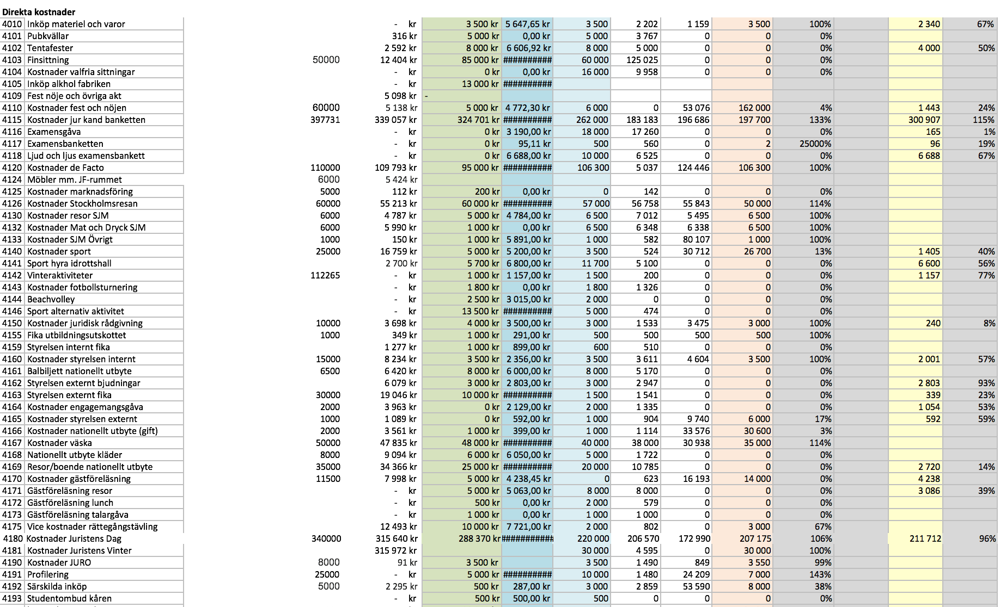 Direkta kostnader
4010 Inköp materiel och varor - kr 3 500 kr 5 647,65 kr 3 500 2 202 1 159 3 500 100% 2 340 67%
4101 Pubkvällar 316 kr 5 000 kr 0,00 kr 5 000 3 767 0 0 0%
4102 Tentafester 2 592 kr 8 000 kr 6 606,92 kr 8 000 5 000 0 0 0% 4 000 50%
4103 Finsittning 50000 12 404 kr 85 000 kr ########## 60 000 125 025 0 0 0%
4104 Kostnader valfria sittningar - kr 0 kr 0,00 kr 16 000 9 958 0 0 0%
4105 Inköp alkhol fabriken - kr 13 000 kr ##########
4109 Fest nöje och övriga akt 5 098 kr -
4110 Kostnader fest och nöjen 60000 5 138 kr 5 000 kr 4 772,30 kr 6 000 0 53 076 162 000 4% 1 443 24%
4115 Kostnader jur kand banketten 397731 339 057 kr 324 701 kr ########## 262 000 183 183 196 686 197 700 133% 300 907 115%
4116 Examensgåva - kr 0 kr 3 190,00 kr 18 000 17 260 0 0 0% 165 1%
4117 Examensbanketten - kr 0 kr 95,11 kr 500 560 0 2 25000% 96 19%
4118 Ljud och ljus examensbankett - kr 0 kr 6 688,00 kr 10 000 6 525 0 0 0% 6 688 67%
4120 Kostnader de Facto 110000 109 793 kr 95 000 kr ########## 106 300 5 037 124 446 106 300 100%
4124 Möbler mm. JF-rummet 6000 5 424 kr
4125 Kostnader marknadsföring 5000 112 kr 200 kr 0,00 kr 0 142 0 0 0%
4126 Kostnader Stockholmsresan 60000 55 213 kr 60 000 kr ########## 57 000 56 758 55 843 50 000 114%
4130 Kostnader resor SJM 6000 4 787 kr 5 000 kr 4 784,00 kr 6 500 7 012 5 495 6 500 100%
4132 Kostnader Mat och Dryck SJM 6000 5 990 kr 1 000 kr 0,00 kr 6 500 6 348 6 338 6 500 100%
4133 Kostnader SJM Övrigt 1000 150 kr 1 000 kr 5 891,00 kr 1 000 582 80 107 1 000 100%
4140 Kostnader sport 25000 16 759 kr 5 000 kr 5 200,00 kr 3 500 524 30 712 26 700 13% 1 405 40%
4141 Sport hyra idrottshall 2 700 kr 5 700 kr 6 800,00 kr 11 700 5 100 0 0 0% 6 600 56%
4142 Vinteraktiviteter 112265 - kr 1 000 kr 1 157,00 kr 1 500 200 0 0 0% 1 157 77%
4143 Kostnader fotbollsturnering - kr 1 800 kr 0,00 kr 1 800 1 326 0 0 0%
4144 Beachvolley - kr 2 500 kr 3 015,00 kr 2 000 0 0 0 0%
4146 Sport alternativ aktivitet - kr 13 500 kr ########## 5 000 474 0 0 0%
4150 Kostnader juridisk rådgivning 10000 3 698 kr 4 000 kr 3 500,00 kr 3 000 1 533 3 475 3 000 100% 240 8%
4155 Fika utbildningsutskottet 1000 349 kr 1 000 kr 291,00 kr 500 500 500 500 100%
4159 Styrelsen internt fika 1 277 kr 1 000 kr 899,00 kr 600 510 0 0 0%
4160 Kostnader styrelsen internt 15000 8 234 kr 3 500 kr 2 356,00 kr 3 500 3 611 4 604 3 500 100% 2 001 57%
4161 Balbiljett nationellt utbyte 6500 6 420 kr 8 000 kr 6 000,00 kr 8 000 5 170 0 0 0%
4162 Styrelsen externt bjudningar 6 079 kr 3 000 kr 2 803,00 kr 3 000 2 947 0 0 0% 2 803 93%
4163 Styrelsen externt fika 30000 19 046 kr 10 000 kr ########## 1 500 1 541 0 0 0% 339 23%
4164 Kostnader engagemangsgåva 2000 3 963 kr 0 kr 2 129,00 kr 2 000 1 335 0 0 0% 1 054 53%
4165 Kostnader styrelsen externt 1000 1 089 kr 0 kr 592,00 kr 1 000 904 9 740 6 000 17% 592 59%
4166 Kostnader nationellt utbyte (gift) 2000 3 561 kr 1 000 kr 399,00 kr 1 000 1 114 33 576 30 600 3%
4167 Kostnader väska 50000 47 835 kr 48 000 kr ########## 40 000 38 000 30 938 35 000 114%
4168 Nationellt utbyte kläder 8000 9 094 kr 6 000 kr 6 050,00 kr 5 000 1 722 0 0 0%
4169 Resor/boende nationellt utbyte 35000 34 366 kr 25 000 kr ########## 20 000 10 785 0 0 0% 2 720 14%
4170 Kostnader gästföreläsning 11500 7 998 kr 5 000 kr 4 238,45 kr 0 623 16 193 14 000 0% 4 238
4171 Gästföreläsning resor - kr 5 000 kr 5 063,00 kr 8 000 8 000 0 0 0% 3 086 39%
4172 Gästföreläsning lunch - kr 500 kr 0,00 kr 2 000 579 0 0 0%
4173 Gästföreläsning talargåva - kr 1 000 kr 0,00 kr 1 000 1 000 0 0 0%
4175 Vice kostnader rättegångstävling 12 493 kr 10 000 kr 7 721,00 kr 2 000 802 0 3 000 67%
4180 Kostnader Juristens Dag 340000 315 640 kr 288 370 kr ########### 220 000 206 570 172 990 207 175 106% 211 712 96%
4181 Kostnader Juristens Vinter 315 972 kr 30 000 4 595 0 30 000 100%
4190 Kostnader JURO 8000 91 kr 3 500 kr 3 500 1 490 849 3 550 99%
4191 Profilering 25000 - kr 5 000 kr ########## 10 000 1 480 24 209 7 000 143%
4192 Särskilda inköp 5000 2 295 kr 500 kr 287,00 kr 3 000 2 859 53 590 8 000 38%
4193 Studentombud kåren - kr 500 kr 500,00 kr 500 0 0 0 0%